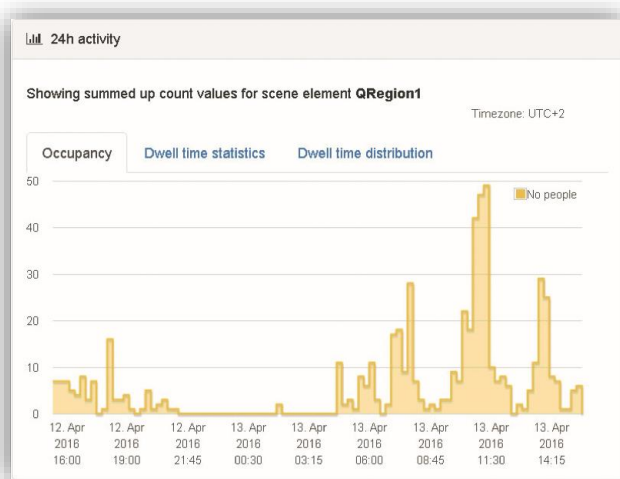 24h activity
Showing summed up count values for scene element QRegion1
Timezone: UTC+2
Occupancy Dwell time statistics Dwell time distribution
50
No people
40
30
20
10
0
12. Apr 12. Apr 12. Apr 13. Apr 13. Apr 13. Apr 13. Apr 13. Apr 13. Apr
2016 2016 2016 2016 2016 2016 2016 2016 2016
16:00 19:00 21:45 00:30 03:15 06:00 08:45 11:30 14:15